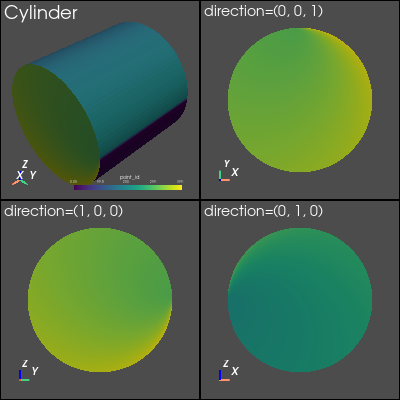 Cylinder
direction=(0, 0, 1)
Z
X Y
point_id
Y
X
direction=(1, 0, 0)
direction=(0, 1, 0)
Z
Y
Z
X